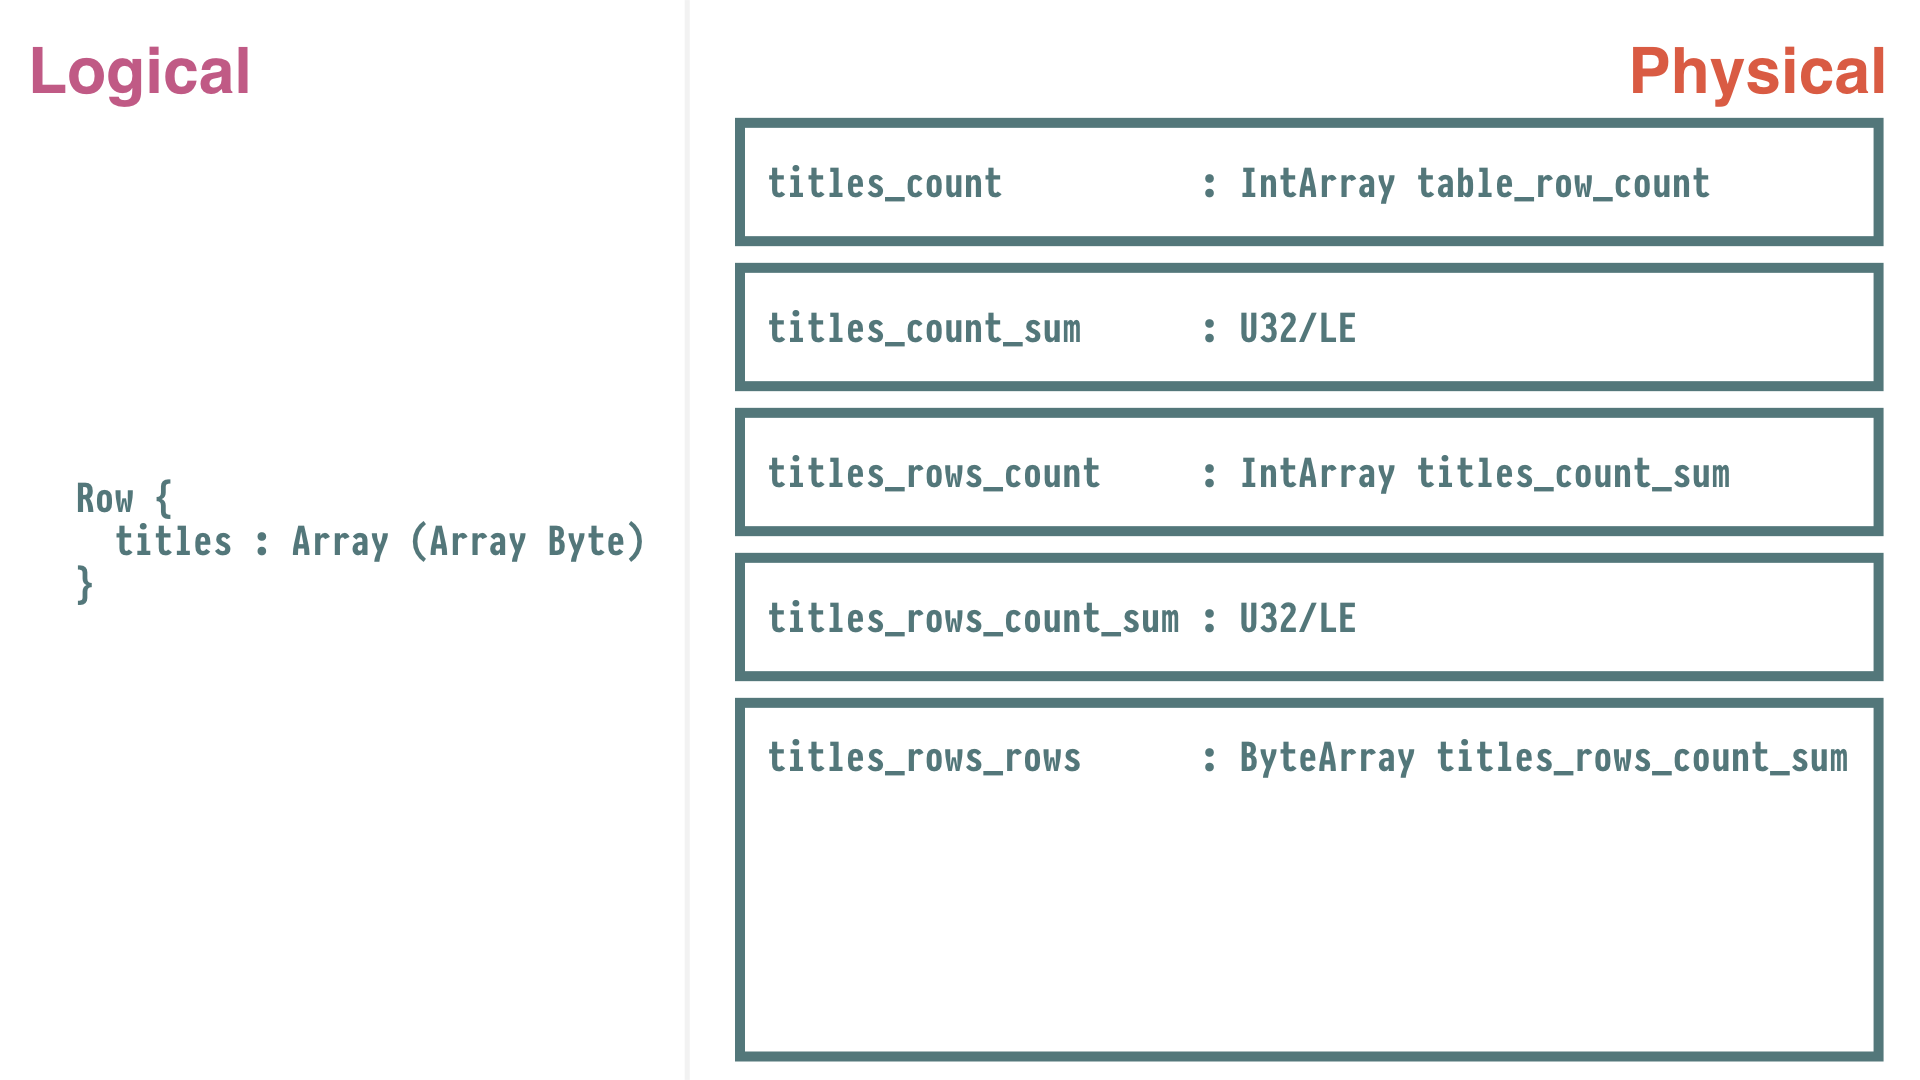 Logical
Physical
Row {
  titles : Array (Array Byte)
}
titles_count : IntArray table_row_count
titles_count_sum : U32/LE
titles_rows_count : IntArray titles_count_sum
titles_rows_count_sum : U32/LE
titles_rows_rows : ByteArray titles_rows_count_sum